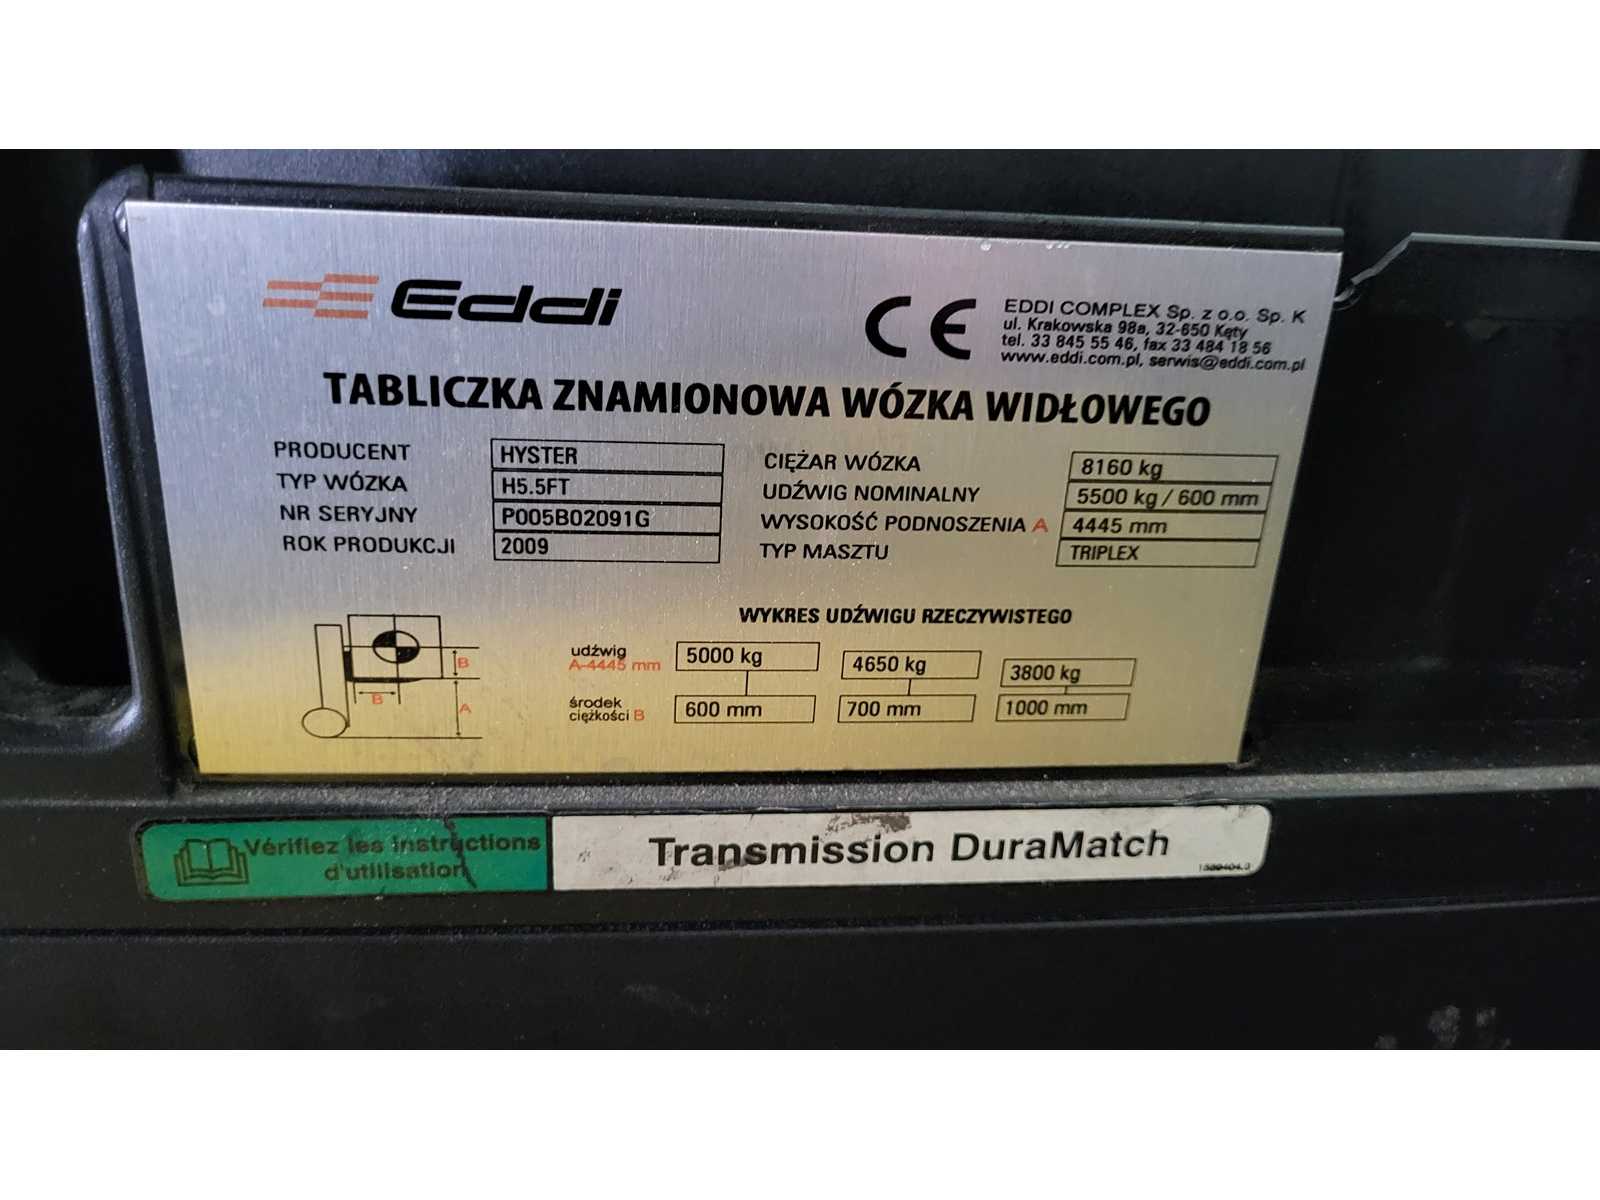 Eddi
CE
EDDI COMPLEX Sp. z o.o. Sp. K
ul. Krakowska 98a, 32-650 Kęty
tel. 33 845 55 46, fax 33 484 18 56
www.eddi.com.pl, serwis@eddi.com.pl
TABLICZKA ZNAMIONOWA WÓZKA WIDŁOWEGO
PRODUCENT HYSTER
TYP WÓZKA H5.5FT
NR SERYJNY P005B02091G
ROK PRODUKCJI 2009
CIĘŻAR WÓZKA 8160 kg
UDŹWIG NOMINALNY 5500 kg / 600 mm
WYSOKOŚĆ PODNOSZENIA A 4445 mm
TYP MASZTU TRIPLEX
WYKRES UDŹWIGU RZECZYWISTEGO
B
B
A
udźwig
A-4445 mm
5000 kg 4650 kg 3800 kg
środek
ciężkości B
600 mm 700 mm 1000 mm
Vérifiez les instructions
d'utilisation
Transmission DuraMatch